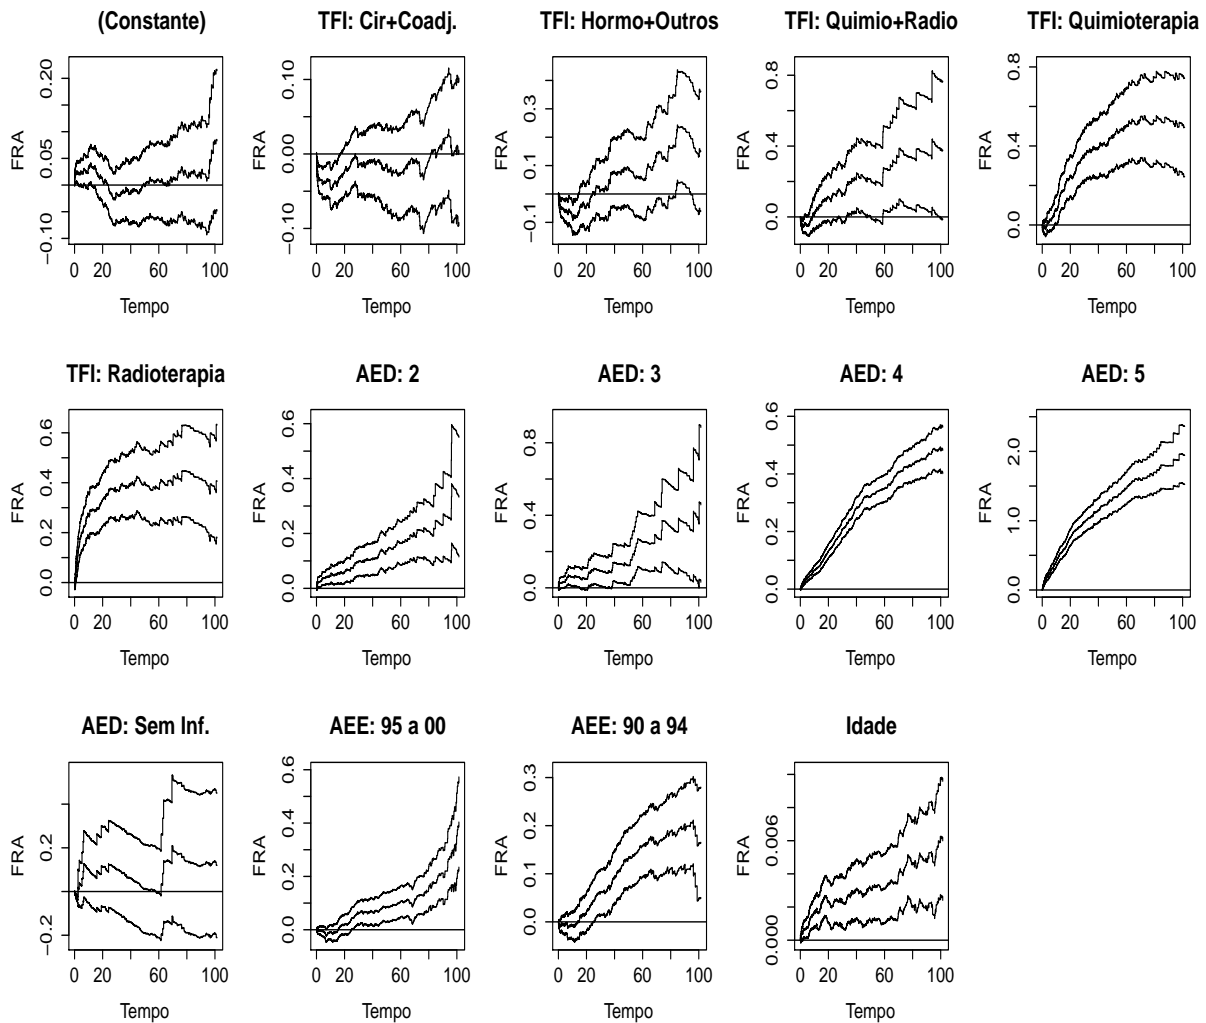 (Constante)
TFI: Cir+Coadj.
TFI: Hormo+Outros
TFI: Quimio+Radio
TFI: Quimioterapia
FRA
−0.10 0.05 0.20
0 20 60 100
Tempo
FRA
−0.10 0.00 0.10
0 20 60 100
Tempo
FRA
−0.1 0.1 0.3
0 20 60 100
Tempo
FRA
0.0 0.4 0.8
0 20 60 100
Tempo
FRA
0.0 0.4 0.8
0 20 60 100
Tempo
TFI: Radioterapia
AED: 2
AED: 3
AED: 4
AED: 5
FRA
0.0 0.2 0.4 0.6
0 20 60 100
Tempo
FRA
0.0 0.2 0.4 0.6
0 20 60 100
Tempo
FRA
0.0 0.4 0.8
0 20 60 100
Tempo
FRA
0.0 0.2 0.4 0.6
0 20 60 100
Tempo
FRA
0.0 1.0 2.0
0 20 60 100
Tempo
AED: Sem Inf.
AEE: 95 a 00
AEE: 90 a 94
Idade
FRA
−0.2 0.2
0 20 60 100
Tempo
FRA
0.0 0.2 0.4 0.6
0 20 60 100
Tempo
FRA
0.0 0.1 0.2 0.3
0 20 60 100
Tempo
FRA
0.000 0.006
0 20 60 100
Tempo